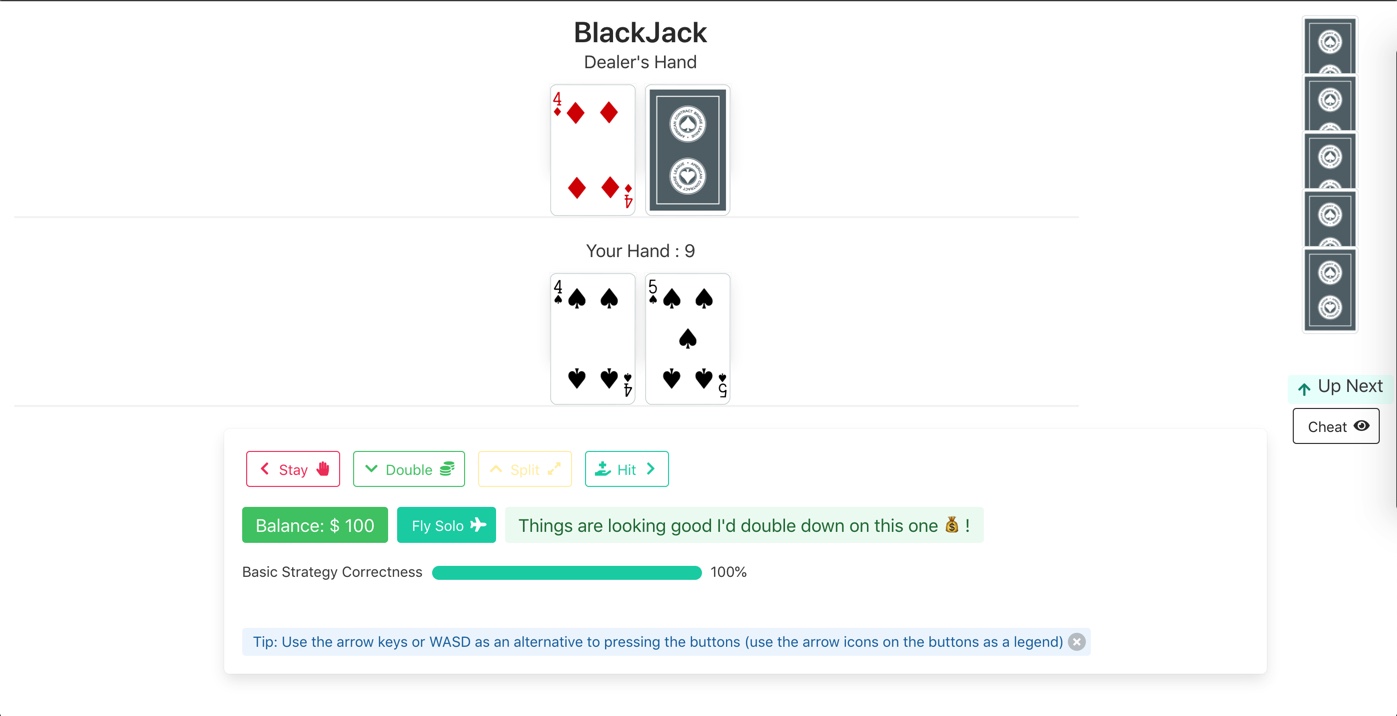 BlackJack
Dealer's Hand
4
4
Your Hand : 9
4
4
5
5
Up Next
Cheat
Stay
Double
Split
Hit
Balance: $ 100
Fly Solo
Things are looking good I'd double down on this one 💰 !
Basic Strategy Correctness
100%
Tip: Use the arrow keys or WASD as an alternative to pressing the buttons (use the arrow icons on the buttons as a legend)